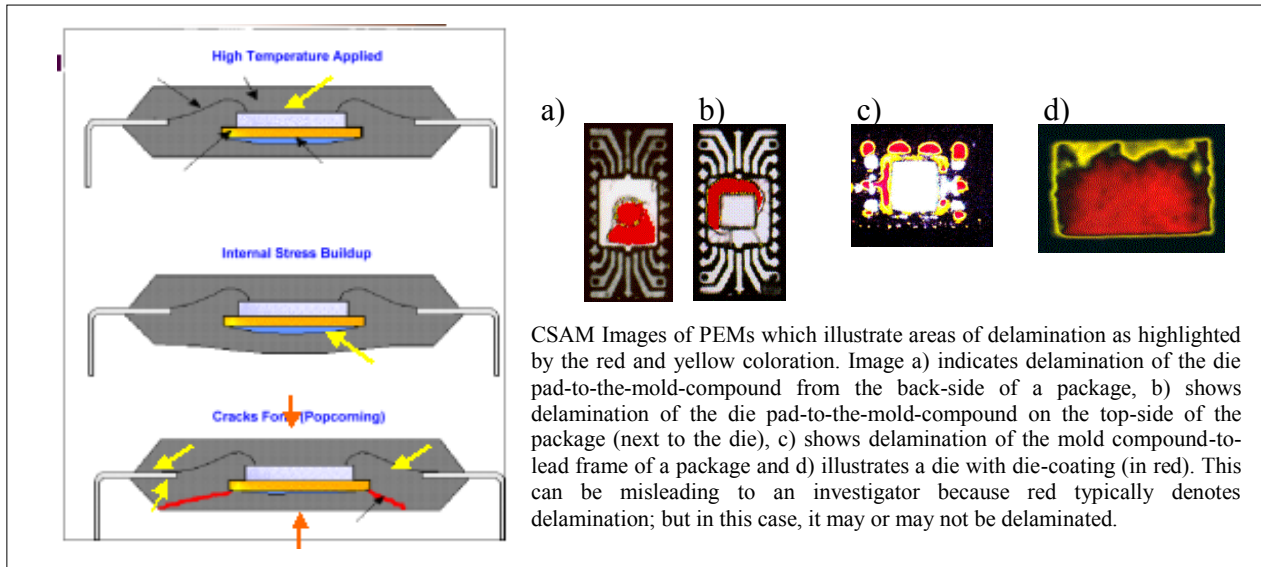 High Temperature Applied
Internal Stress Buildup
Cracks Form (Popcorning)
a)
b)
c)
d)
CSAM Images of PEMs which illustrate areas of delamination as highlighted
by the red and yellow coloration. Image a) indicates delamination of the die
pad-to-the-mold-compound from the back-side of a package, b) shows
delamination of the die pad-to-the-mold-compound on the top-side of the
package (next to the die), c) shows delamination of the mold compound-to-
lead frame of a package and d) illustrates a die with die-coating (in red). This
can be misleading to an investigator because red typically denotes
delamination; but in this case, it may or may not be delaminated.